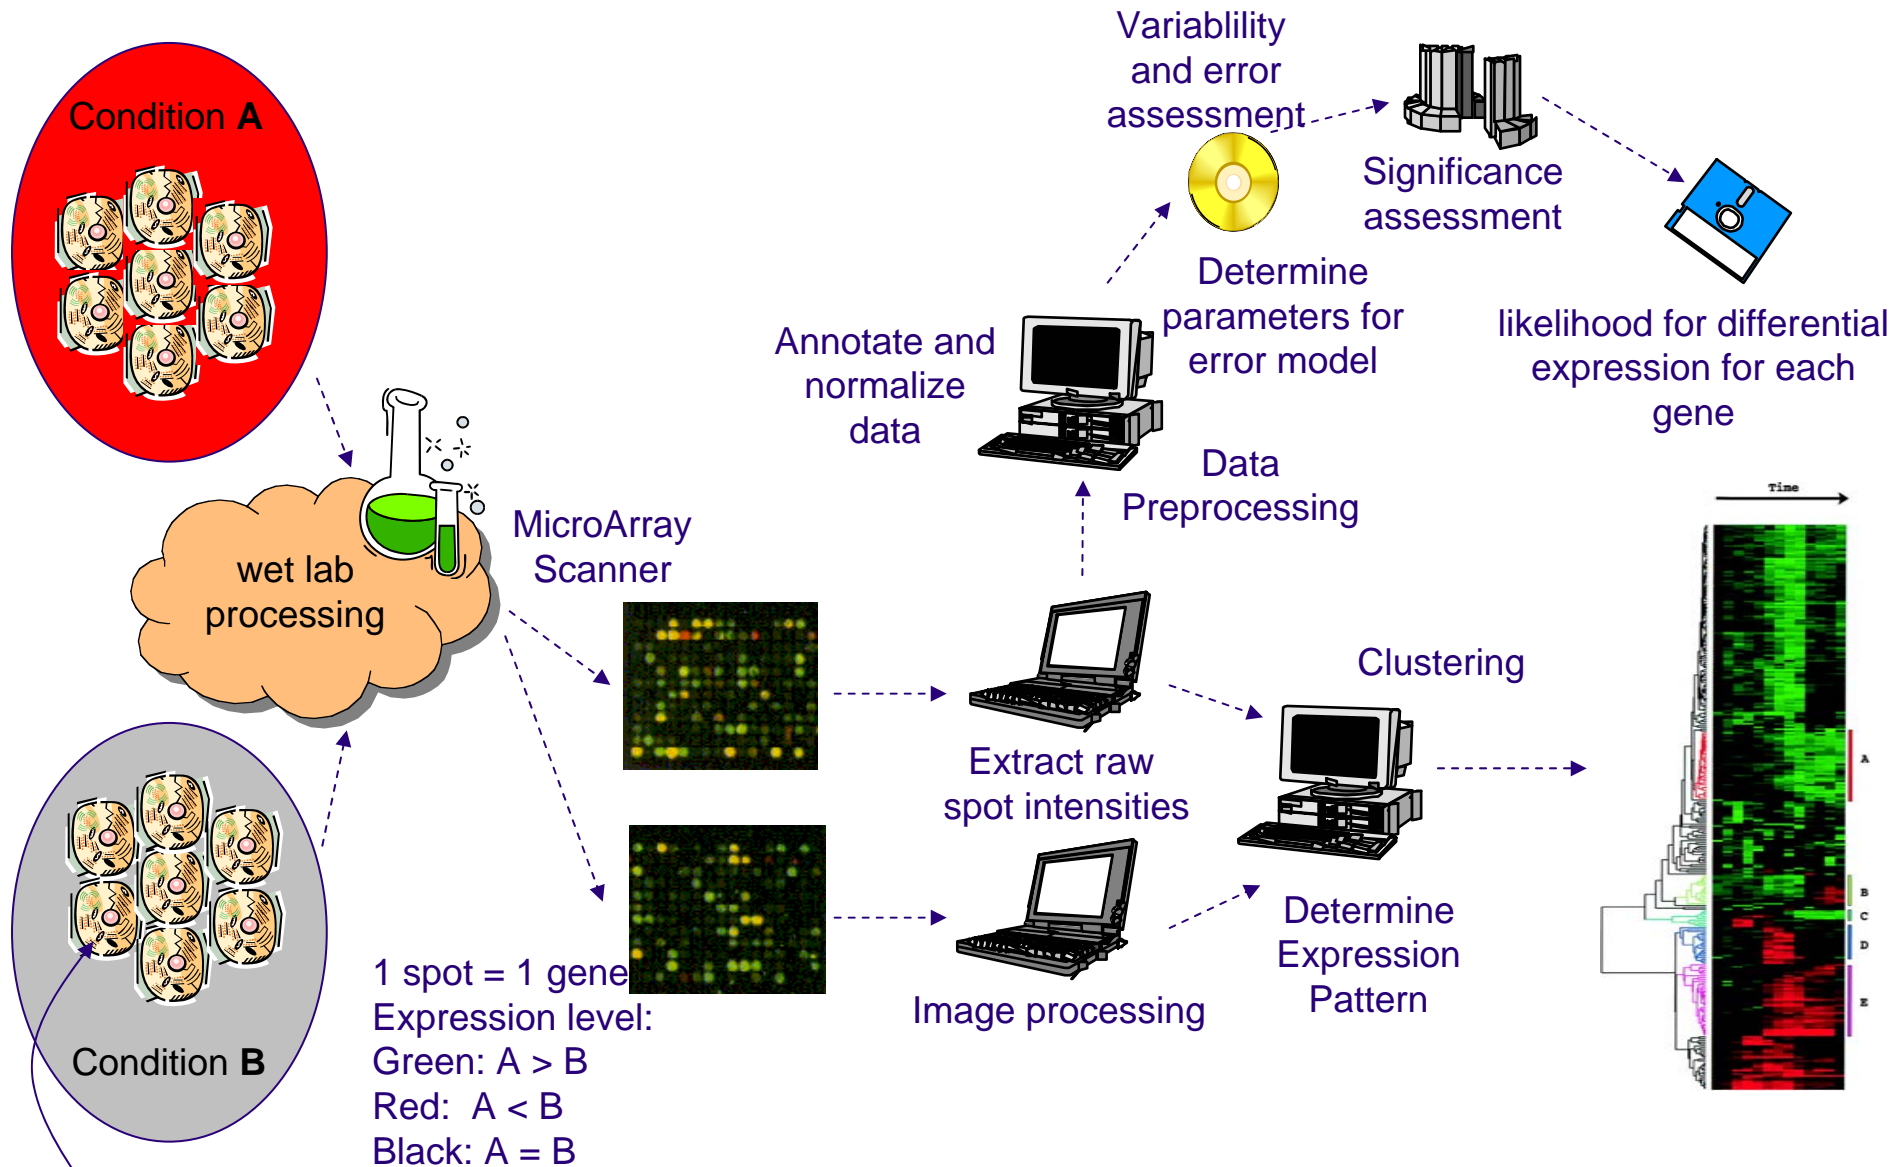 Condition A
wet lab
processing
Condition B
MicroArray
Scanner
1 spot = 1 gene
Expression level:
Green: A > B
Red: A < B
Black: A = B
Extract raw
spot intensities
Image processing
Annotate and
normalize
data
Data
Preprocessing
Variablility
and error
assessment
Determine
parameters for
error model
Significance
assessment
likelihood for differential
expression for each
gene
Clustering
Determine
Expression
Pattern
Time
A
B
C
D
E